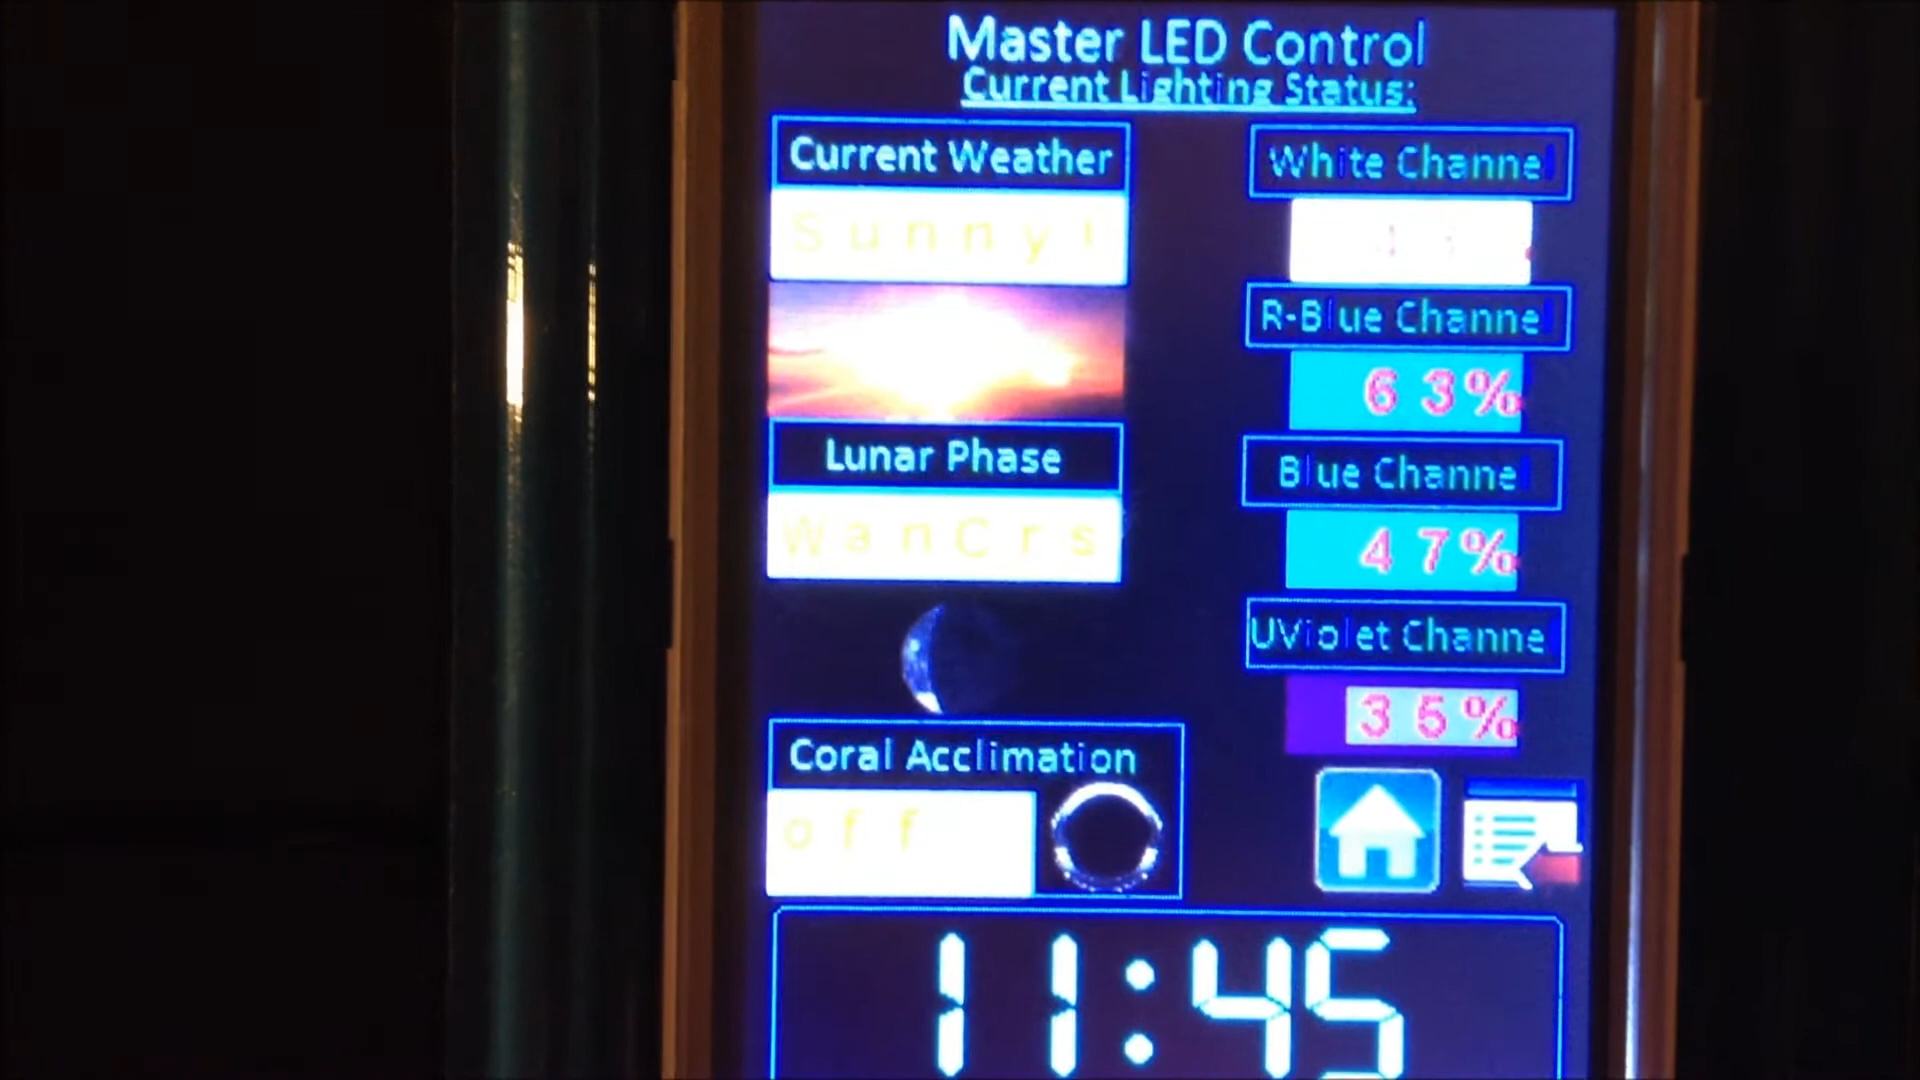 Master LED Control
Current Lighting Status:
Current Weather
Sunny!
Lunar Phase
WanCrs
Coral Acclimation
off
White Channel
R-Blue Channel
63%
Blue Channel
47%
UViolet Channel
35%
11:45